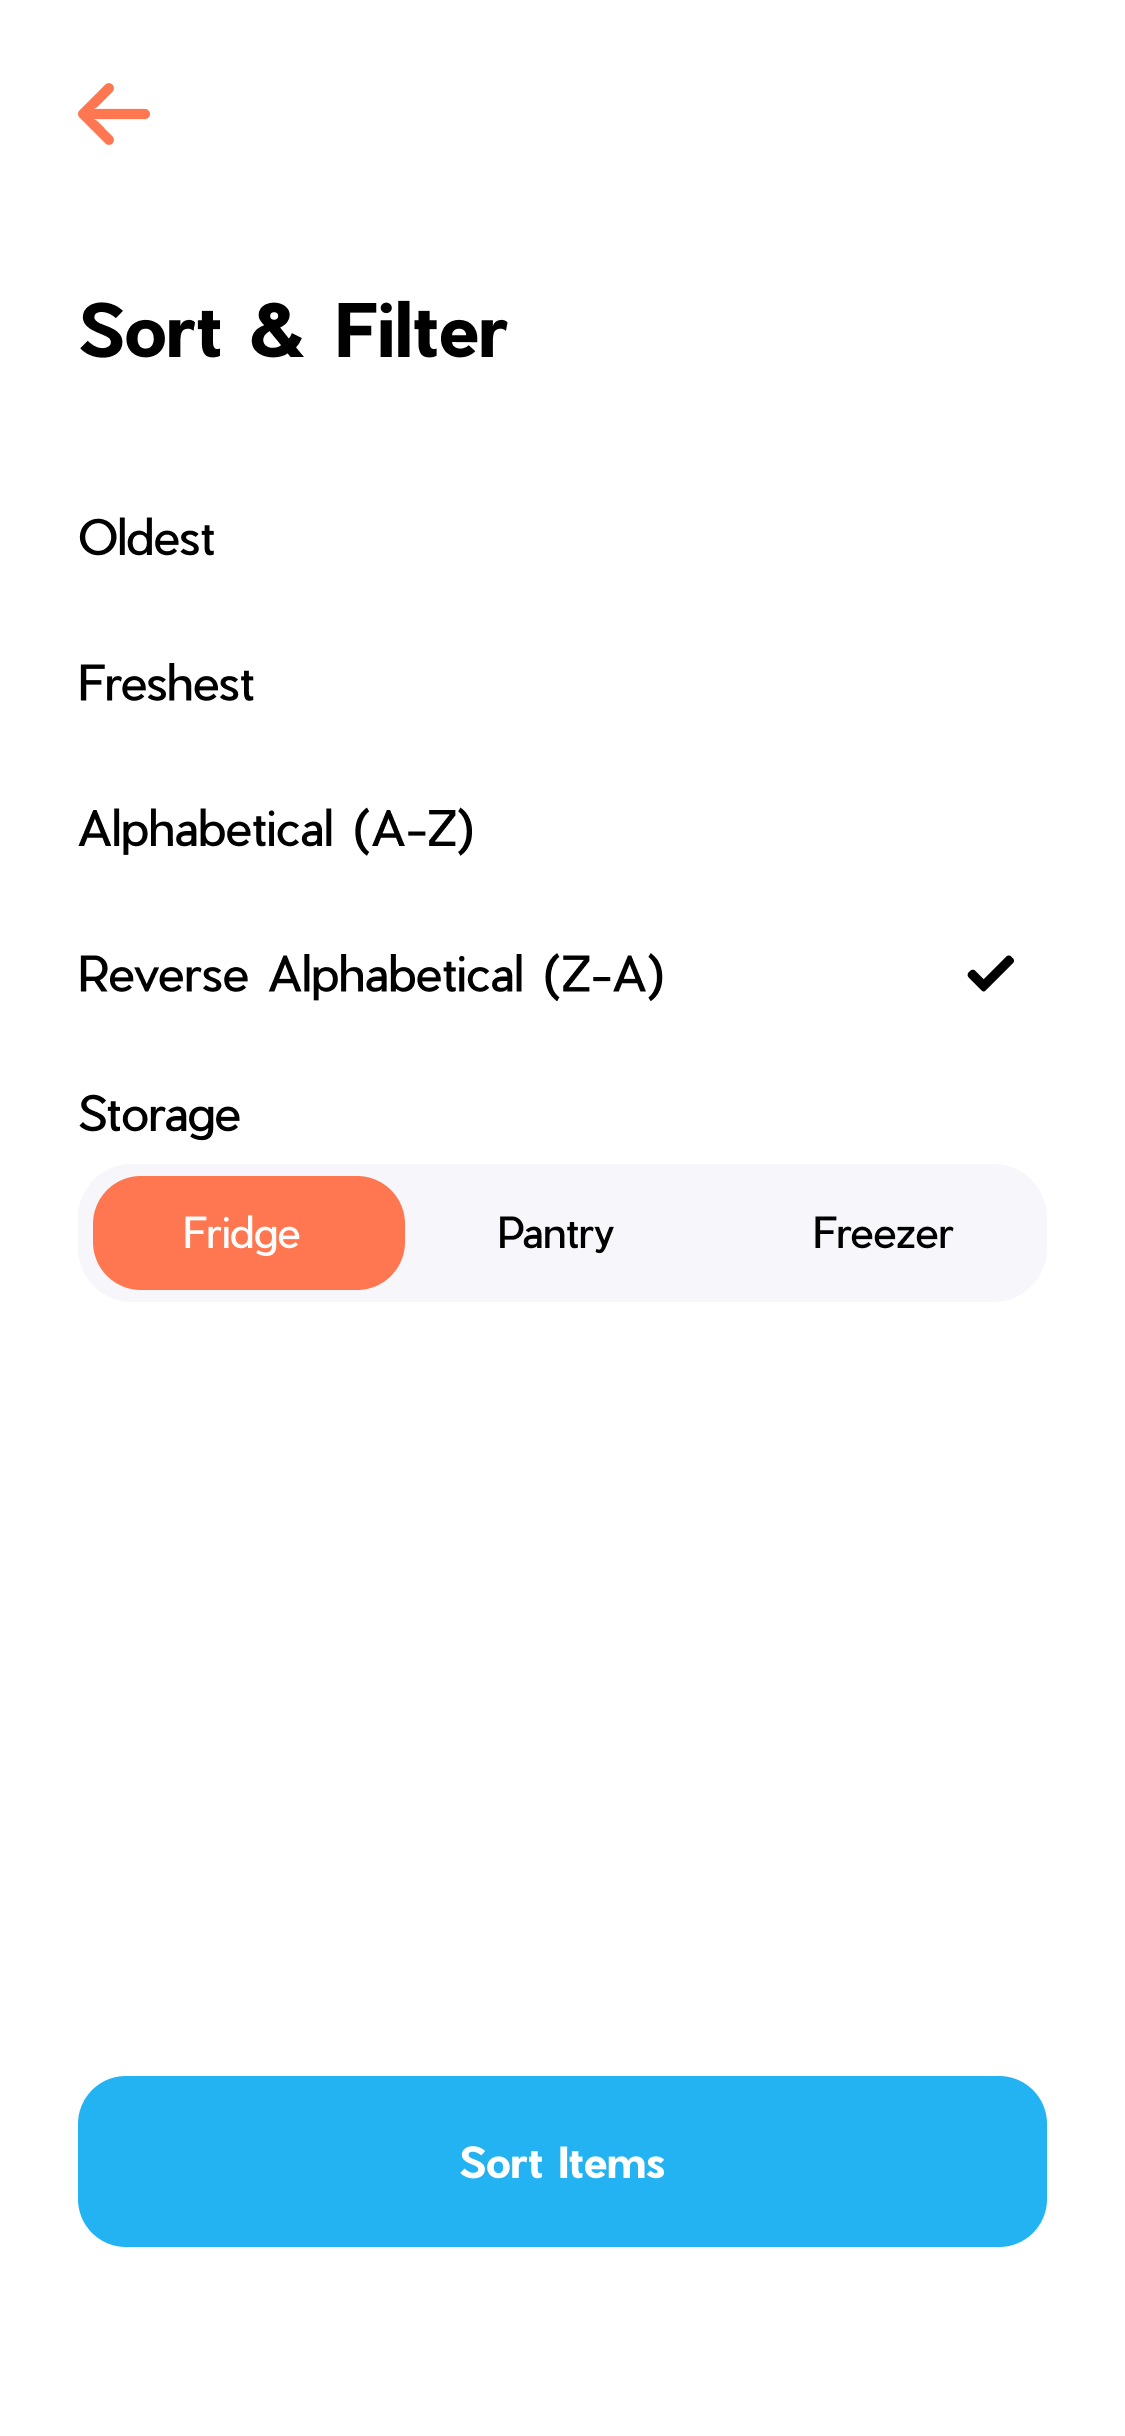 Sort & Filter
Oldest
Freshest
Alphabetical (A-Z)
Reverse Alphabetical (Z-A)
Storage
Fridge Pantry Freezer
Sort Items